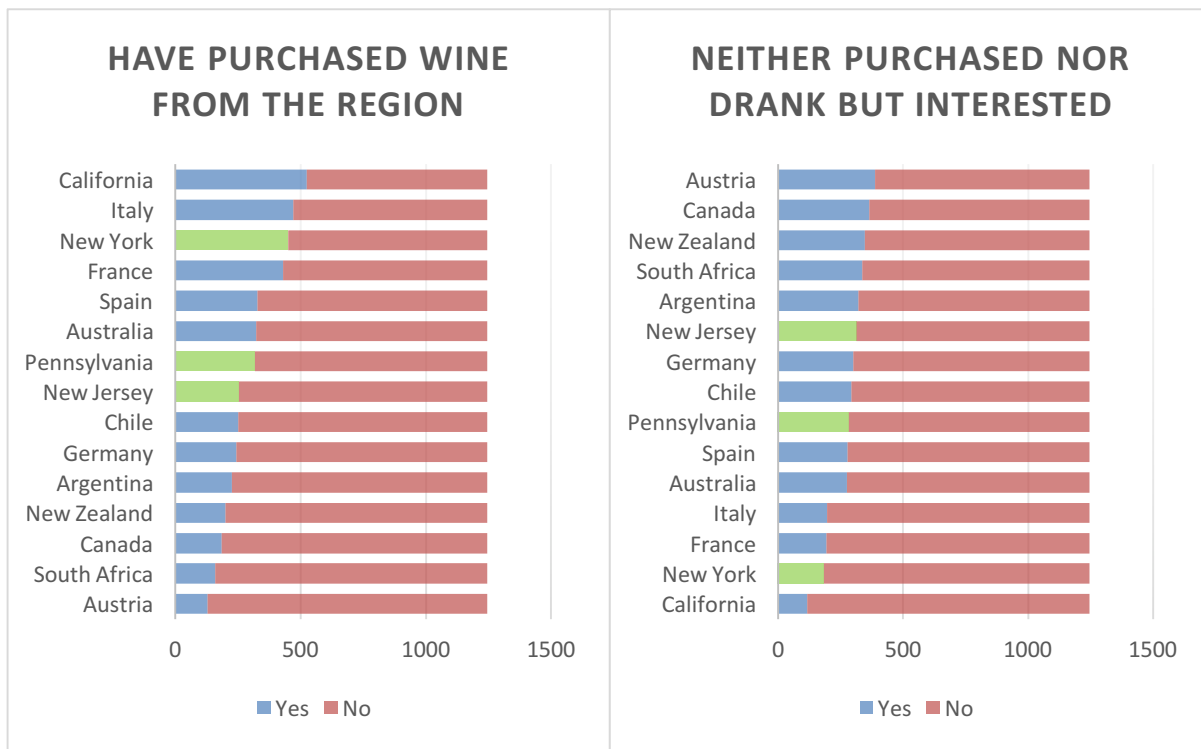 HAVE PURCHASED WINE
FROM THE REGION
California
Italy
New York
France
Spain
Australia
Pennsylvania
New Jersey
Chile
Germany
Argentina
New Zealand
Canada
South Africa
Austria
0 500 1000 1500
Yes No
NEITHER PURCHASED NOR
DRANK BUT INTERESTED
Austria
Canada
New Zealand
South Africa
Argentina
New Jersey
Germany
Chile
Pennsylvania
Spain
Australia
Italy
France
New York
California
0 500 1000 1500
Yes No